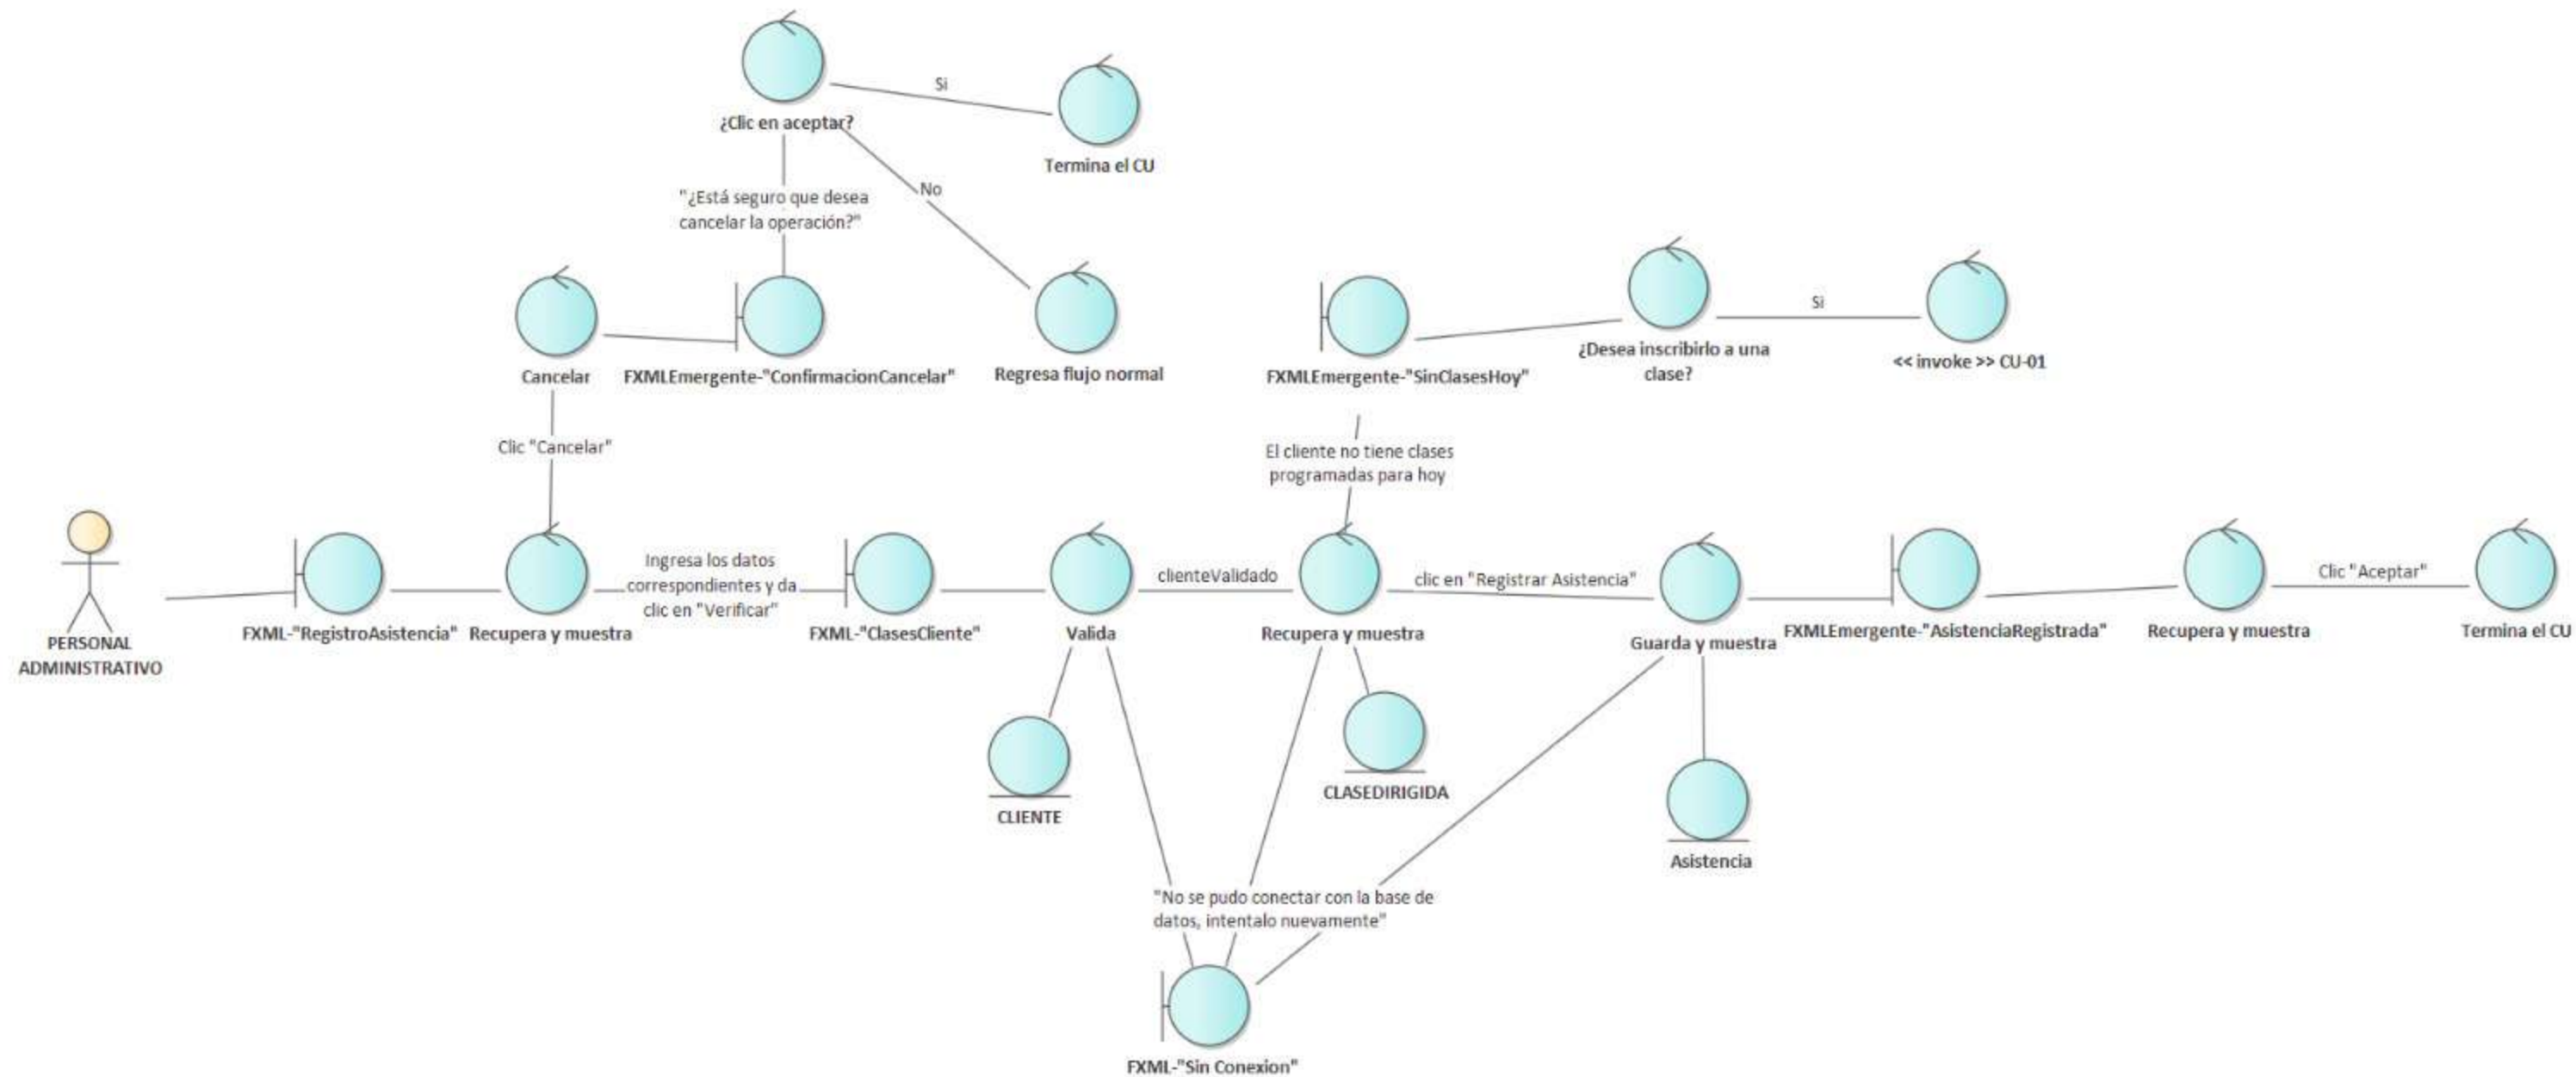 Si
¿Clic en aceptar?
Termina el CU
"¿Está seguro que desea
cancelar la operación?"
No
Cancelar
FXMLEmergente-"ConfirmacionCancelar"
Regresa flujo normal
FXMLEmergente-"SinClasesHoy"
¿Desea inscribirlo a una
clase?
Si
<< invoke >> CU-01
Clic "Cancelar"
El cliente no tiene clases
programadas para hoy
PERSONAL
ADMINISTRATIVO
FXML-"RegistroAsistencia"
Recupera y muestra
Ingresa los datos
correspondientes y da
clic en "Verificar"
FXML-"ClasesCliente"
Valida
clienteValidado
Recupera y muestra
clic en "Registrar Asistencia"
Guarda y muestra
FXMLEmergente-"AsistenciaRegistrada"
Recupera y muestra
Clic "Aceptar"
Termina el CU
CLIENTE
CLASEDIRIGIDA
Asistencia
"No se pudo conectar con la base de
datos, intentalo nuevamente"
FXML-"Sin Conexion"